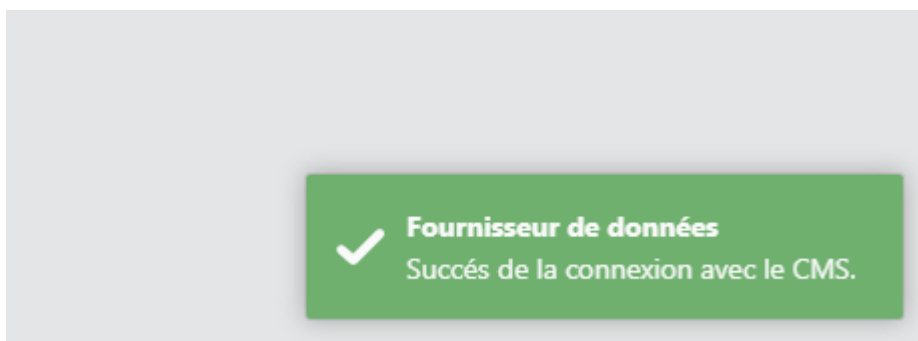 Fournisseur de données
Succés de la connexion avec le CMS.